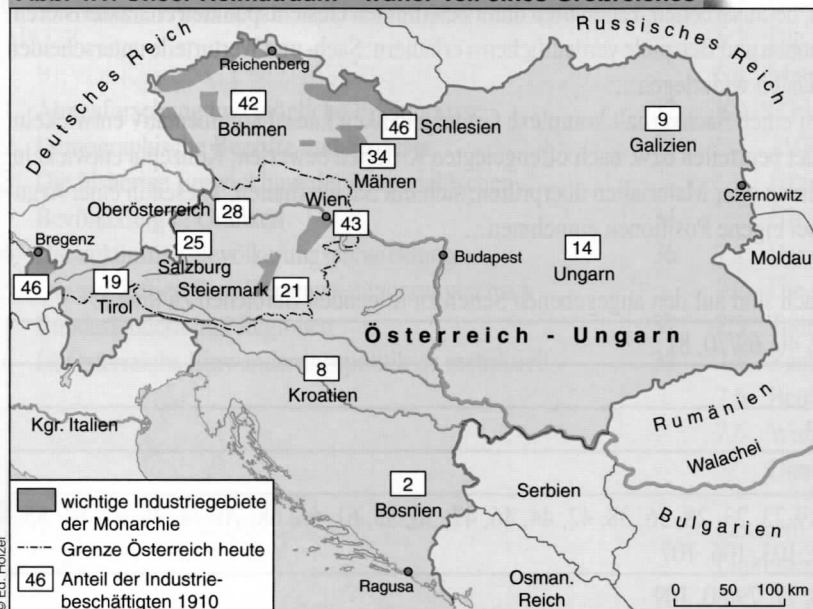 Deutsches Reich
Russisches Reich
Reichenberg
42
Böhmen
46 Schlesien
34
Mähren
9
Galizien
Czernowitz
Oberösterreich 28
Wien
43
Bregenz
46
25
Salzburg
19
Tirol
Steiermark 21
Budapest
14
Ungarn
Moldau
Österreich - Ungarn
8
Kroatien
Kgr. Italien
Rumänien
Walachei
2
Bosnien
Serbien
Bulgarien
Ragusa
Osman.
Reich
wichtige Industriegebiete
der Monarchie
Grenze Österreich heute
46 Anteil der Industrie-
beschäftigten 1910
0 50 100 km
© Ed. Hölzel